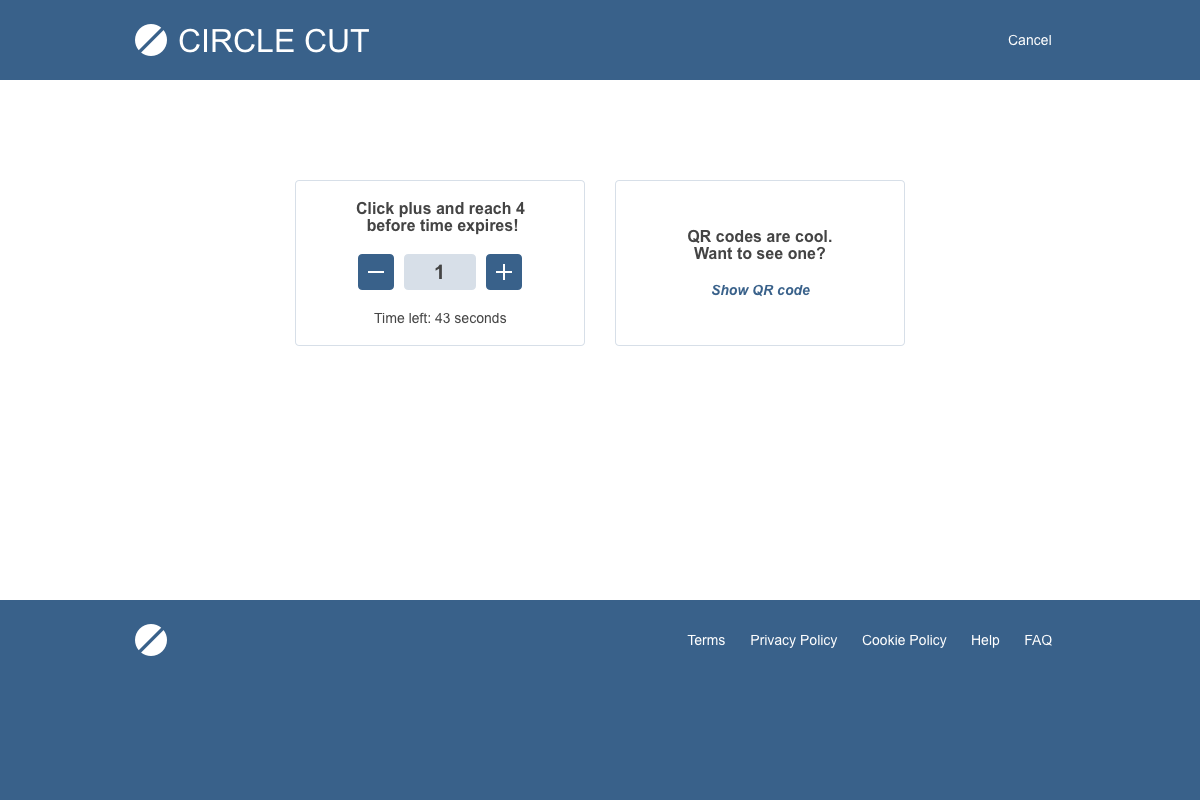 CIRCLE CUT
Cancel
Click plus and reach 4
before time expires!
1
Time left: 43 seconds
QR codes are cool.
Want to see one?
Show QR code
Terms
Privacy Policy
Cookie Policy
Help
FAQ